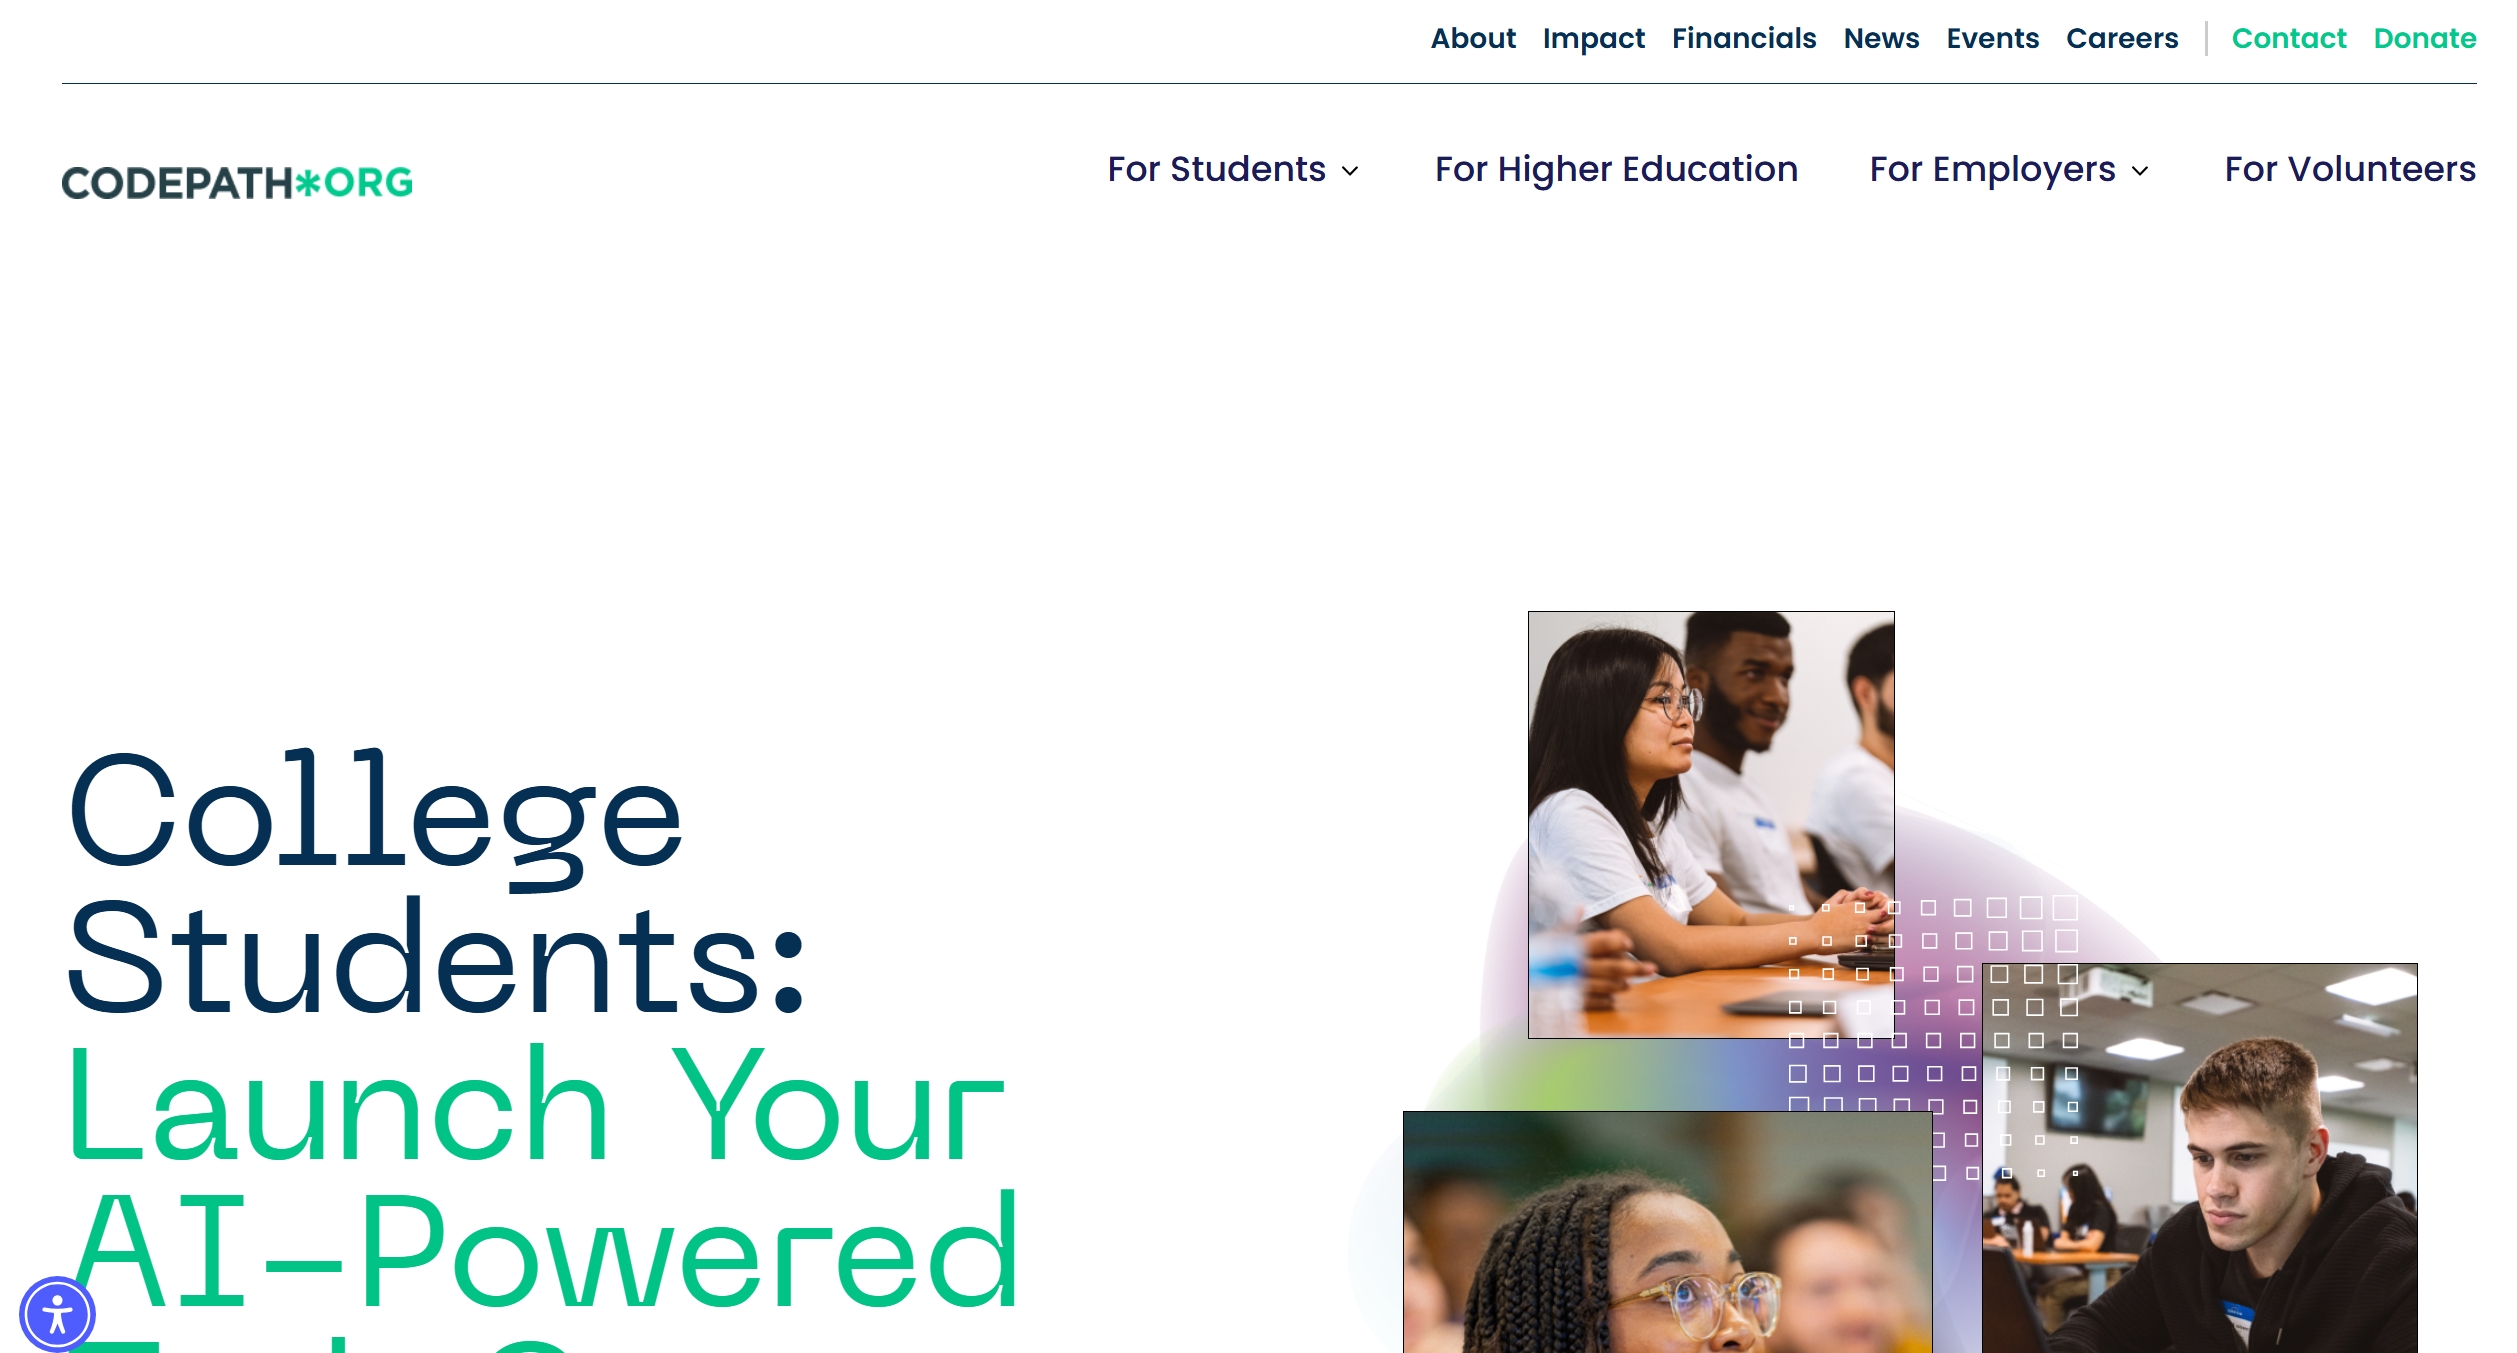 About Impact Financials News Events Careers Contact Donate
CODEPATH*ORG
For Students For Higher Education For Employers For Volunteers
College
Students:
Launch Your
AI-Powered